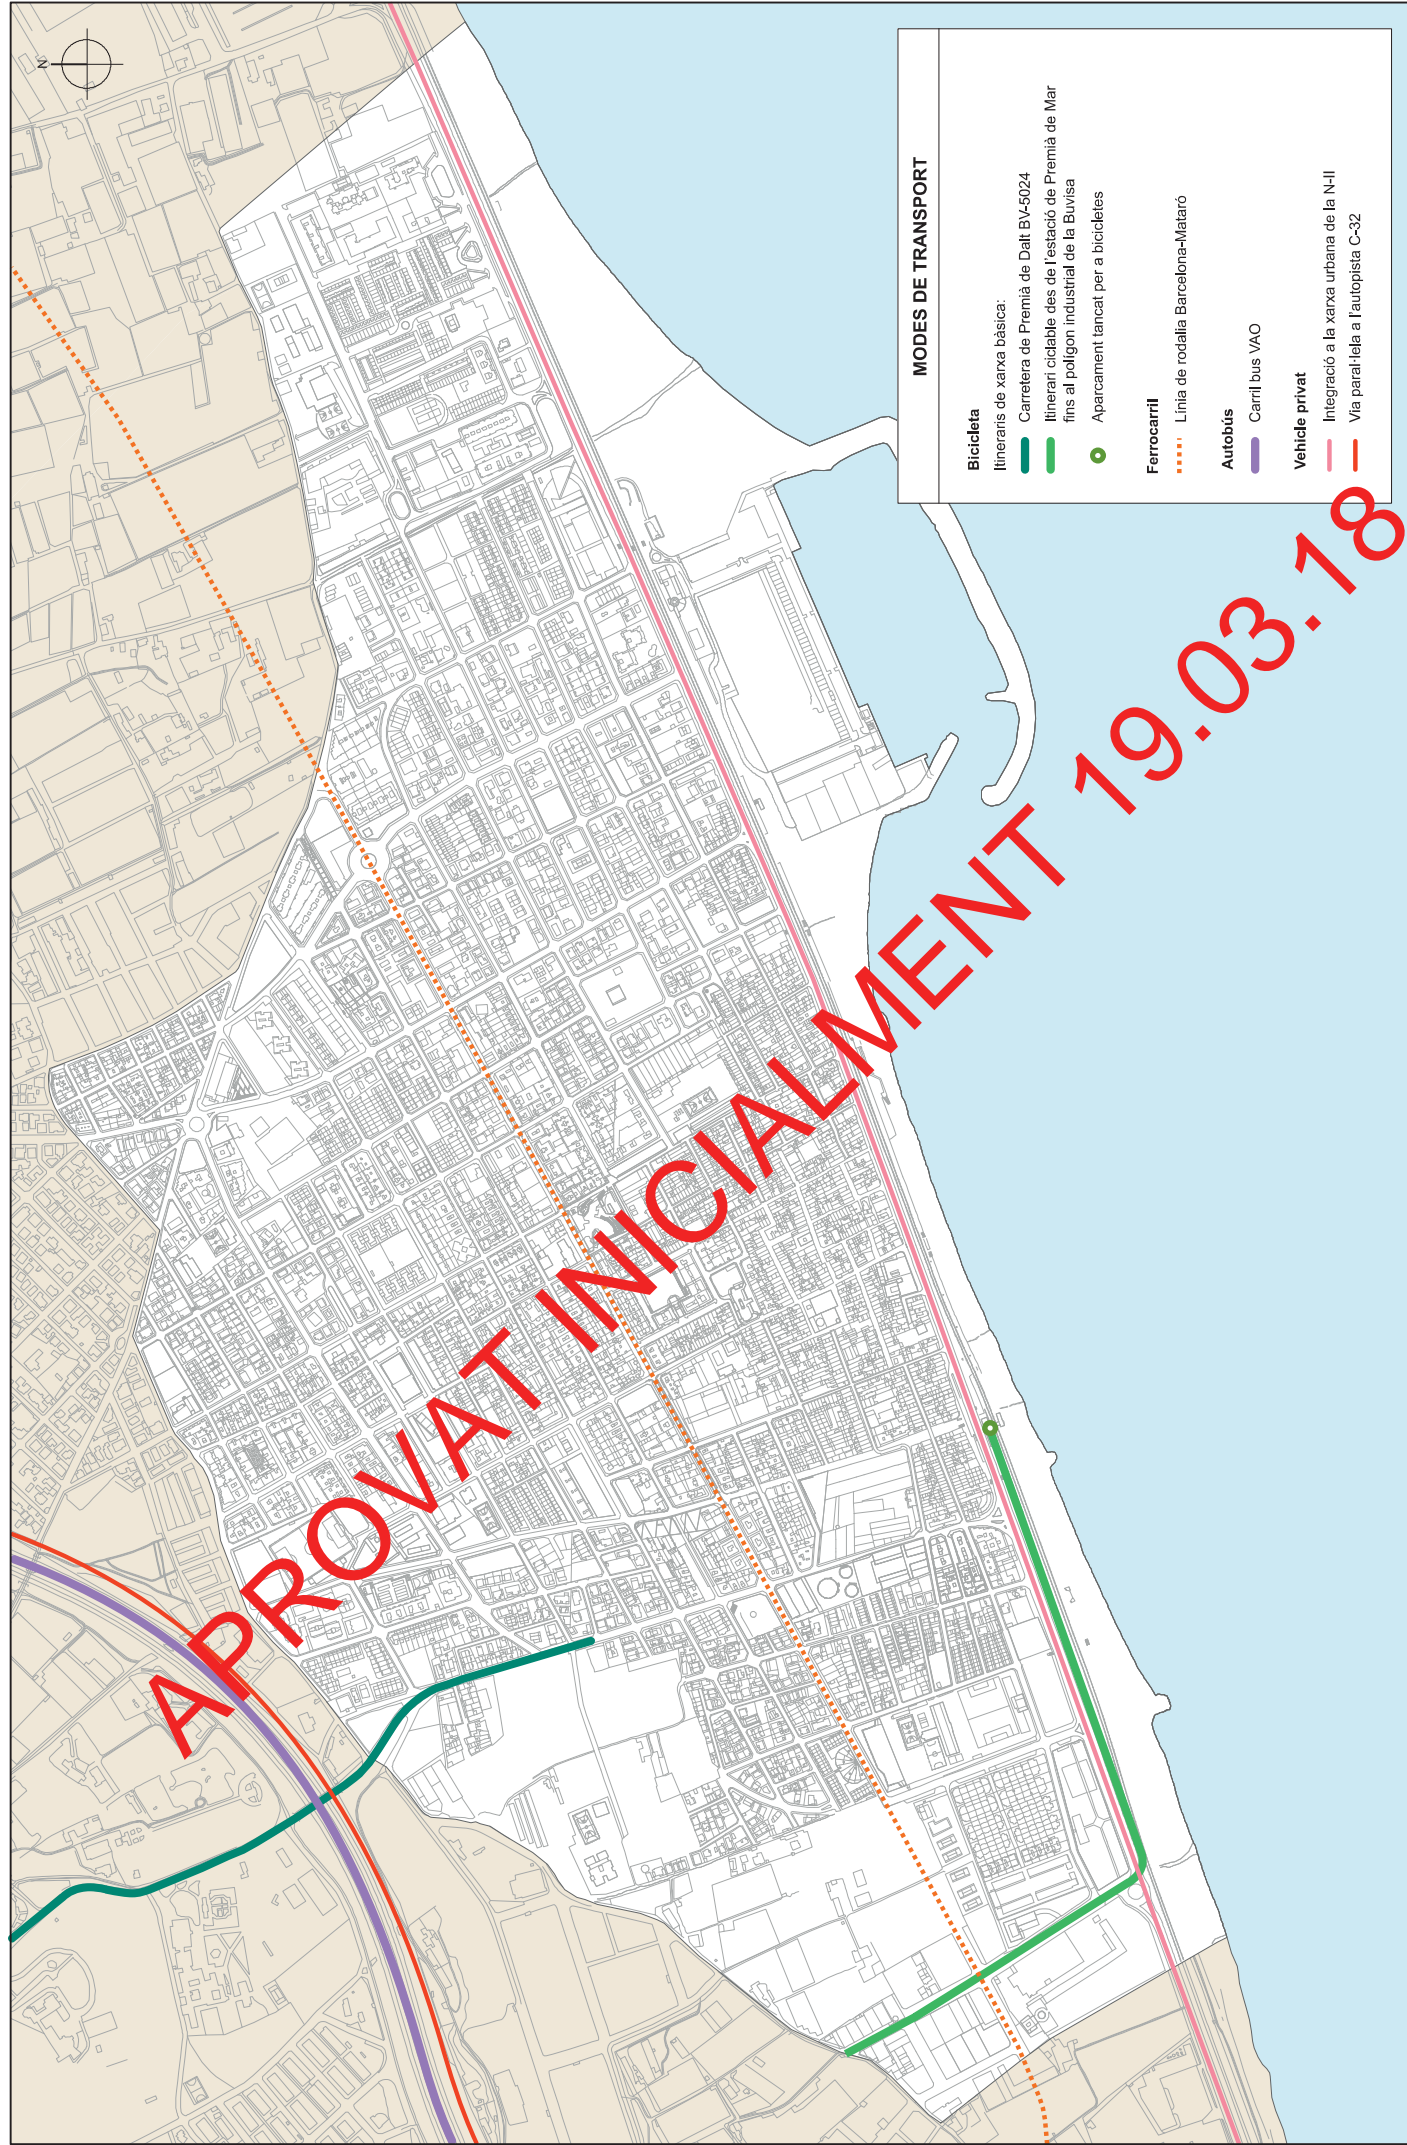 N
MODES DE TRANSPORT
Bicicleta
Itineraris de xarxa bàsica:
Carretera de Premià de Dalt BV-5024
Itinerari ciclable des de l'estació de Premià de Mar
fins al polígon industrial de la Buvisa
Aparcament tancat per a bicicletes
Ferrocarril
Línia de rodalia Barcelona-Mataró
Autobús
Carril bus VAO
Vehicle privat
Integració a la xarxa urbana de la N-II
Via paral·lela a l'autopista C-32
APROVAT INICIALMENT 19.03.18